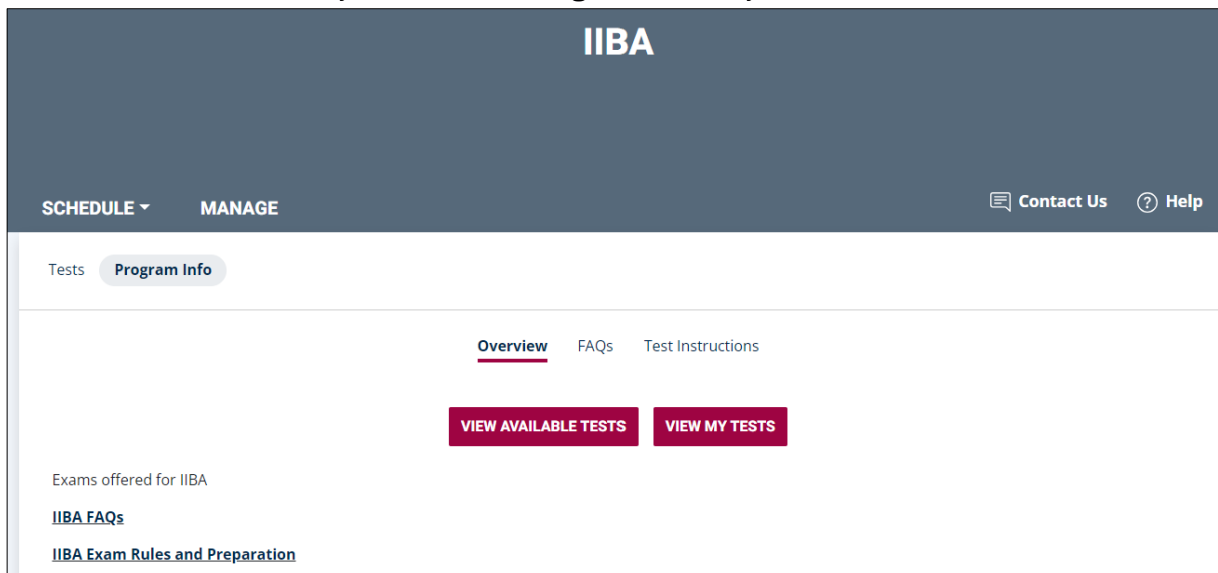 IIBA
SCHEDULE MANAGE Contact Us Help
Tests Program Info
Overview FAQs Test Instructions
VIEW AVAILABLE TESTS VIEW MY TESTS
Exams offered for IIBA
IIBA FAQs
IIBA Exam Rules and Preparation